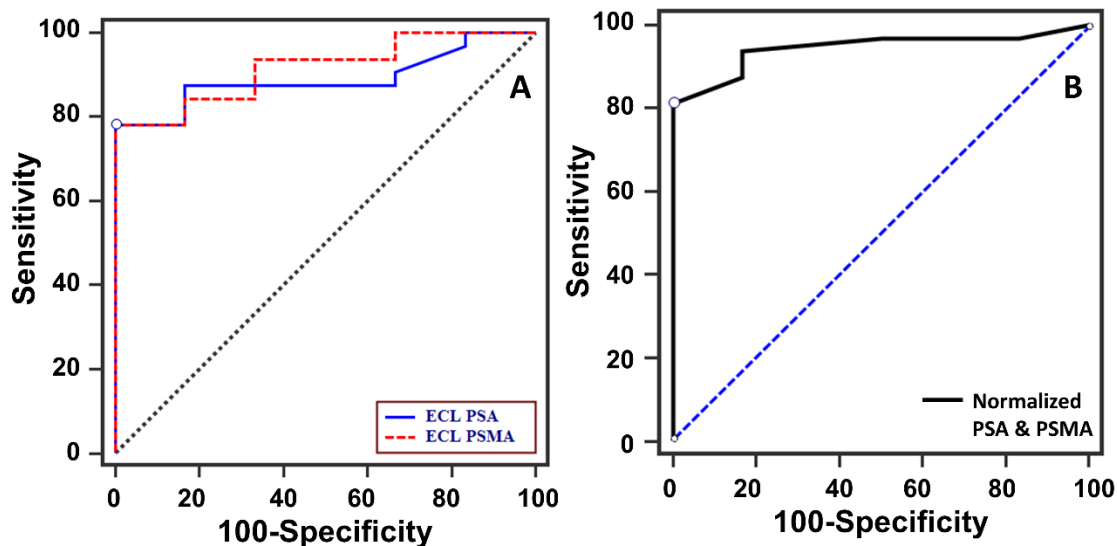 A
100
80
60
40
20
0
Sensitivity
0 20 40 60 80 100
100-Specificity
ECL PSA
ECL PSMA
B
100
80
60
40
20
0
Sensitivity
0 20 40 60 80 100
100-Specificity
Normalized
PSA & PSMA